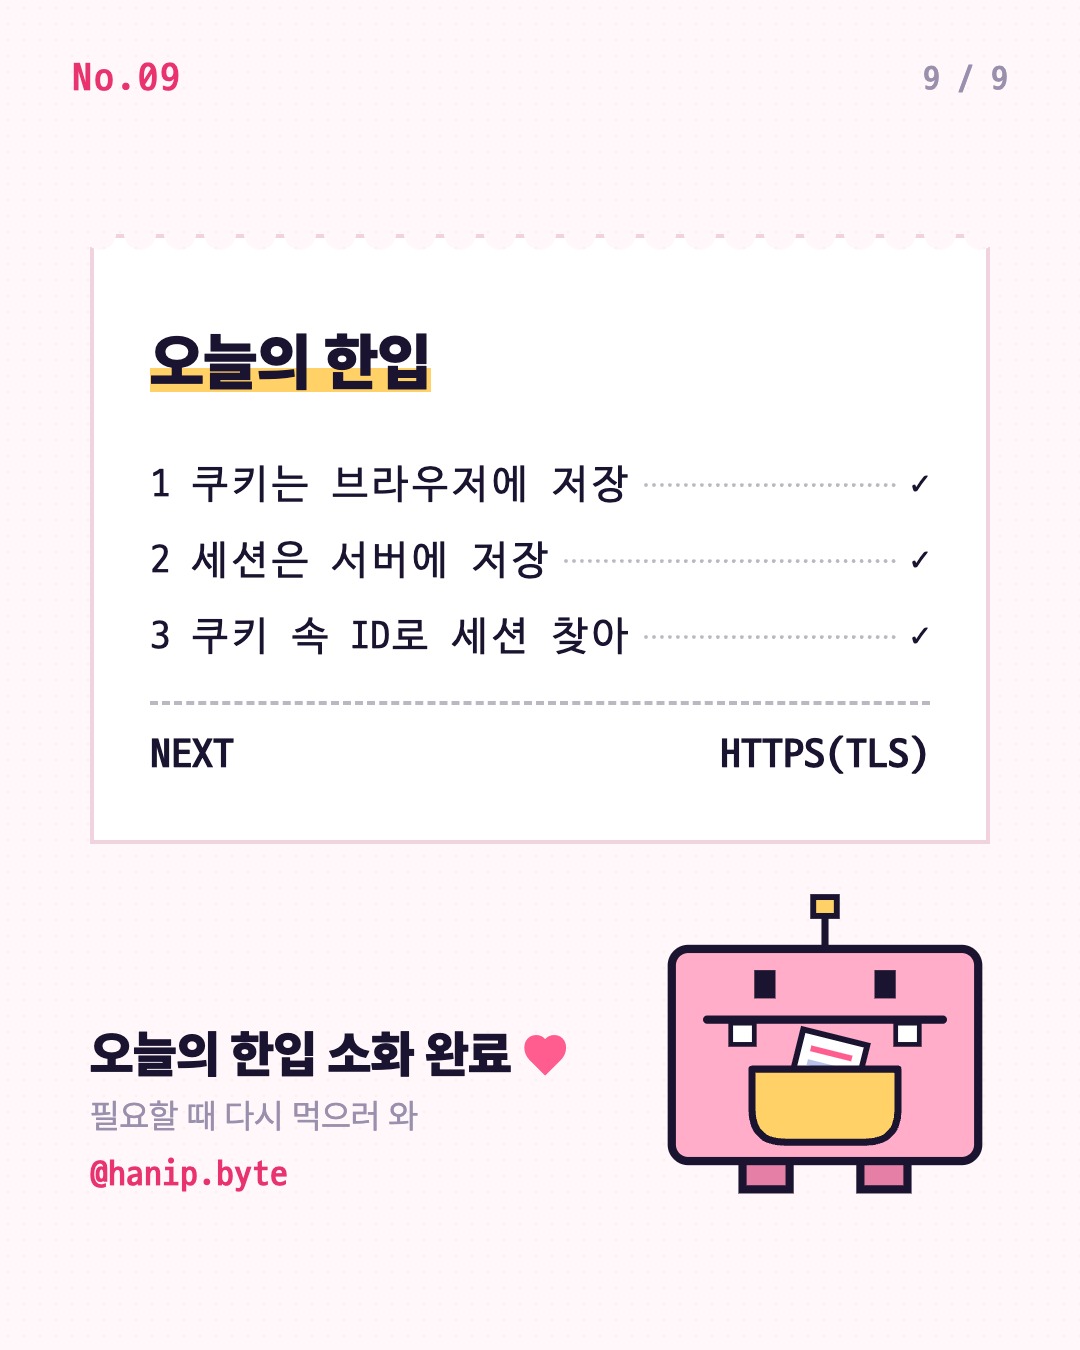 No.09
9 / 9
오늘의 한입
1 쿠키는 브라우저에 저장 ✓
2 세션은 서버에 저장 ✓
3 쿠키 속 ID로 세션 찾아 ✓
NEXT HTTPS(TLS)
오늘의 한입 소화 완료
필요할 때 다시 먹으러 와
@hanip.byte